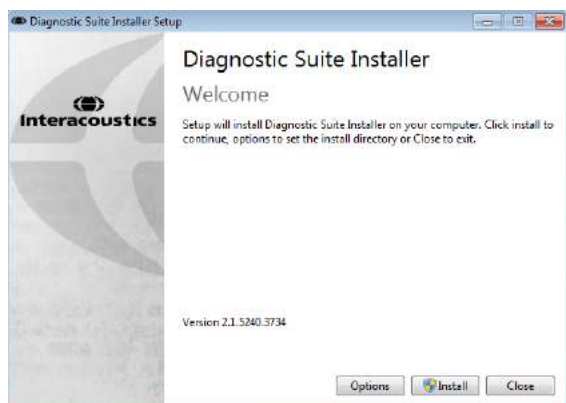 Diagnostic Suite Installer Setup
Diagnostic Suite Installer
Welcome
Interacoustics
Setup will install Diagnostic Suite Installer on your computer. Click install to
continue, options to set the install directory or Close to exit.
Version 2.1.5240.3734
Options
Install
Close